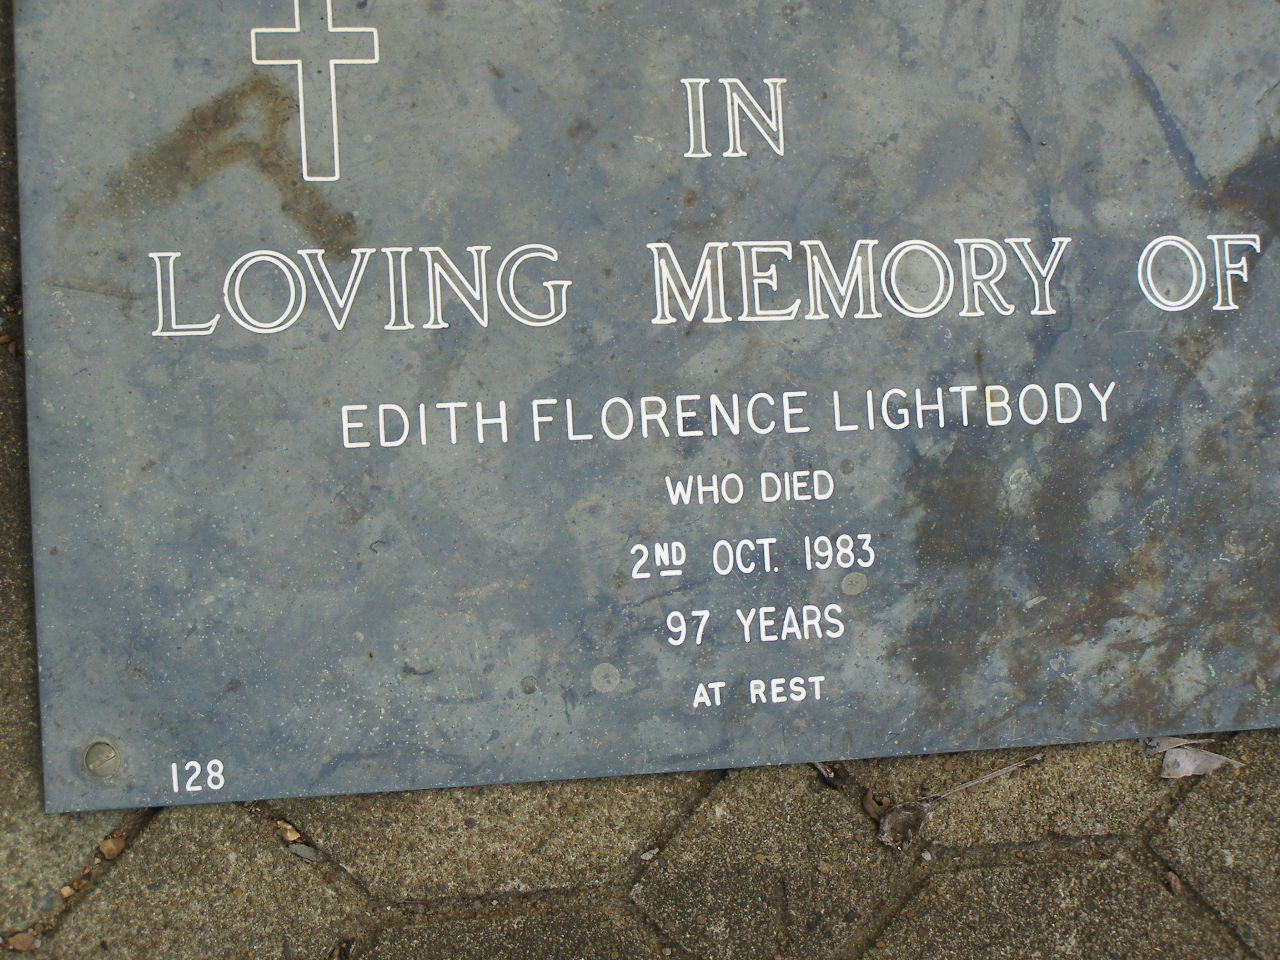 IN
LOVING MEMORY OF
EDITH FLORENCE LIGHTBODY
WHO DIED
2ND OCT. 1983
97 YEARS
AT REST
128